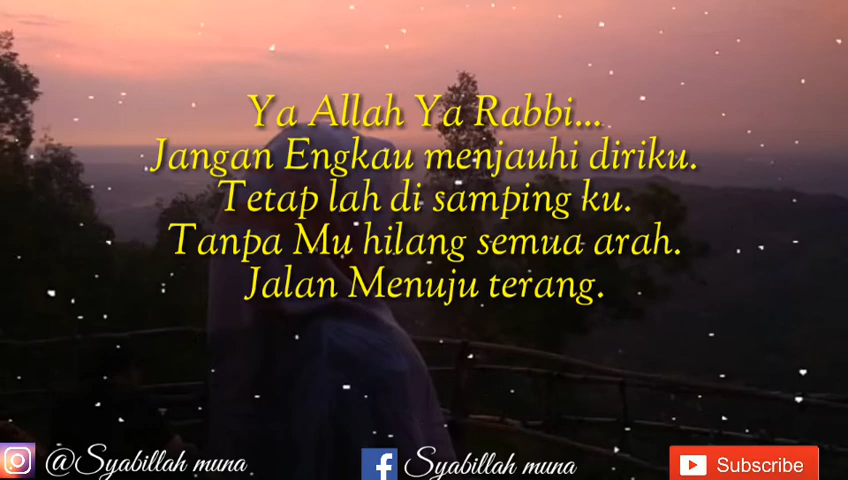 Ya Allah Ya Rabbi...
Jangan Engkau menjauhi diriku.
Tetap lah di samping ku.
Tanpa Mu hilang semua arah.
Jalan Menuju terang.
@Syabillah muna
Syabillah muna
Subscribe